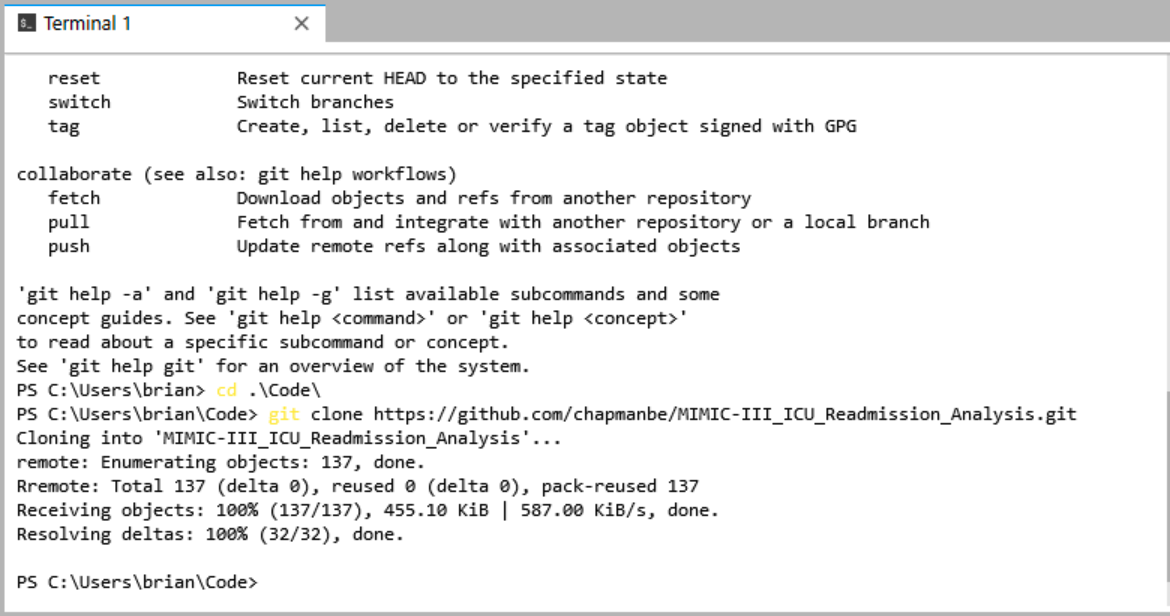 Terminal 1
reset Reset current HEAD to the specified state
switch Switch branches
tag Create, list, delete or verify a tag object signed with GPG
collaborate (see also: git help workflows)
fetch Download objects and refs from another repository
pull Fetch from and integrate with another repository or a local branch
push Update remote refs along with associated objects
'git help -a' and 'git help -g' list available subcommands and some
concept guides. See 'git help <command>' or 'git help <concept>'
to read about a specific subcommand or concept.
See 'git help git' for an overview of the system.
PS C:\Users\brian> cd .\Code\
PS C:\Users\brian\Code> git clone https://github.com/chapmanbe/MIMIC-III_ICU_Readmission_Analysis.git
Cloning into 'MIMIC-III_ICU_Readmission_Analysis'...
remote: Enumerating objects: 137, done.
Rremote: Total 137 (delta 0), reused 0 (delta 0), pack-reused 137
Receiving objects: 100% (137/137), 455.10 KiB | 587.00 KiB/s, done.
Resolving deltas: 100% (32/32), done.
PS C:\Users\brian\Code>